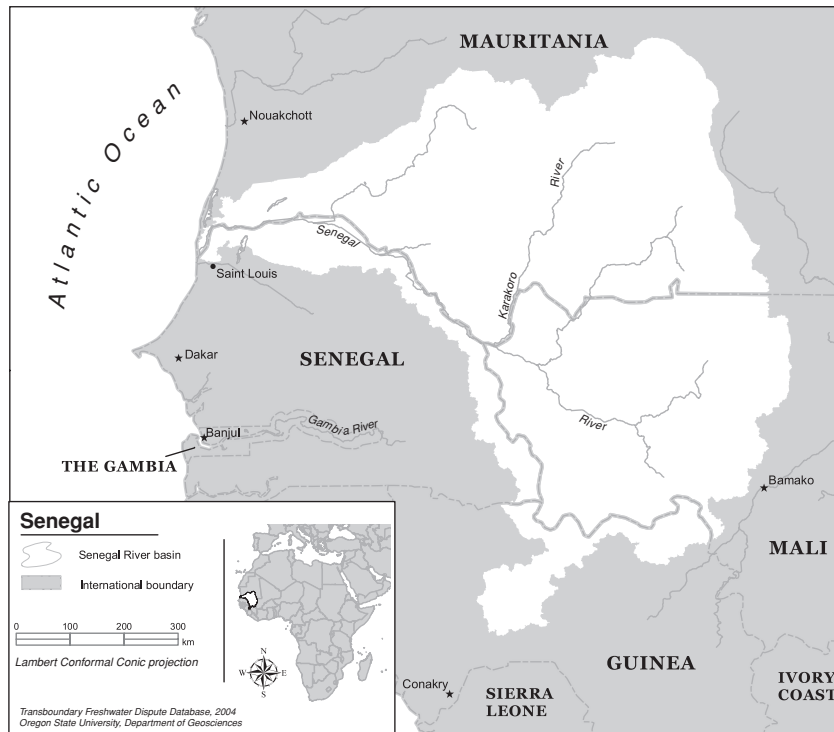 MAURITANIA
Nouakchott
Atlantic Ocean
River
Senegal
Saint Louis
Karakoro
Dakar
SENEGAL
River
Gambia River
Banjul
THE GAMBIA
Bamako
MALI
GUINEA
Conakry
SIERRA
LEONE
IVORY
COAST
Senegal
Senegal River basin
International boundary
0 100 200 300
km
Lambert Conformal Conic projection
N
W E
S
Transboundary Freshwater Dispute Database, 2004
Oregon State University, Department of Geosciences